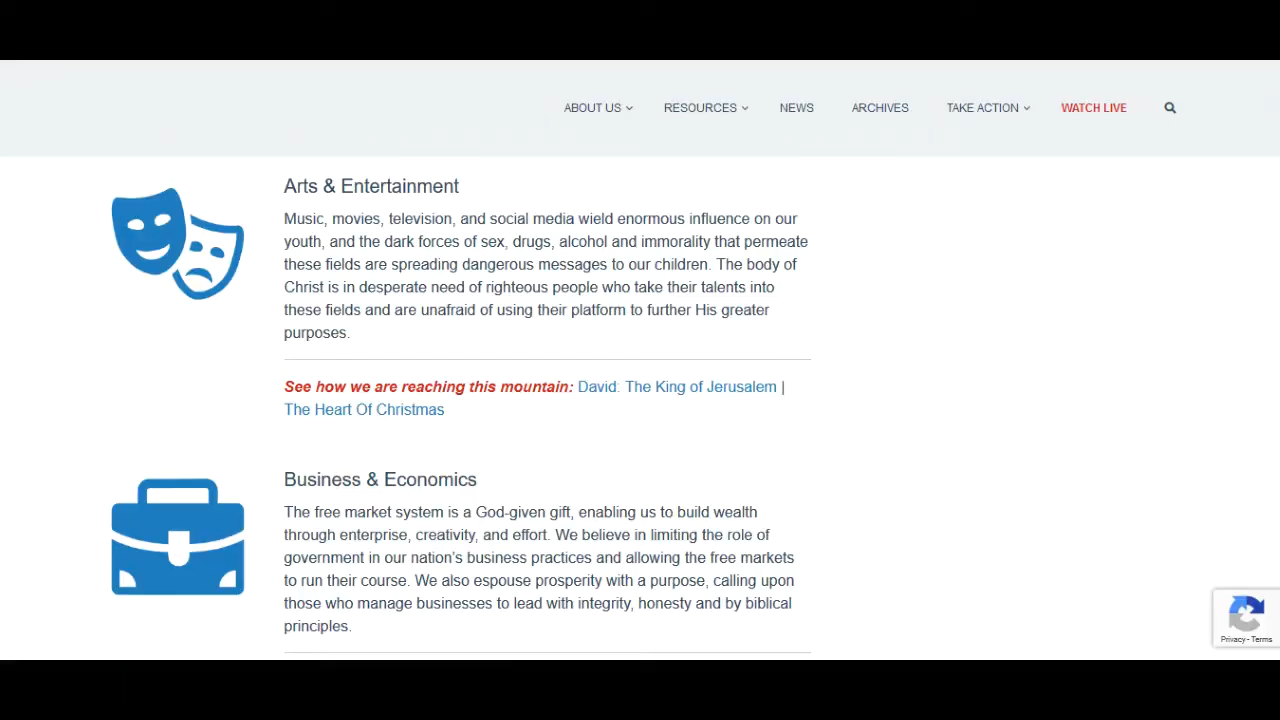 ABOUT US RESOURCES NEWS ARCHIVES TAKE ACTION WATCH LIVE
Arts & Entertainment
Music, movies, television, and social media wield enormous influence on our
youth, and the dark forces of sex, drugs, alcohol and immorality that permeate
these fields are spreading dangerous messages to our children. The body of
Christ is in desperate need of righteous people who take their talents into
these fields and are unafraid of using their platform to further His greater
purposes.
See how we are reaching this mountain: David: The King of Jerusalem |
The Heart Of Christmas
Business & Economics
The free market system is a God-given gift, enabling us to build wealth
through enterprise, creativity, and effort. We believe in limiting the role of
government in our nation's business practices and allowing the free markets
to run their course. We also espouse prosperity with a purpose, calling upon
those who manage businesses to lead with integrity, honesty and by biblical
principles.
Privacy - Terms